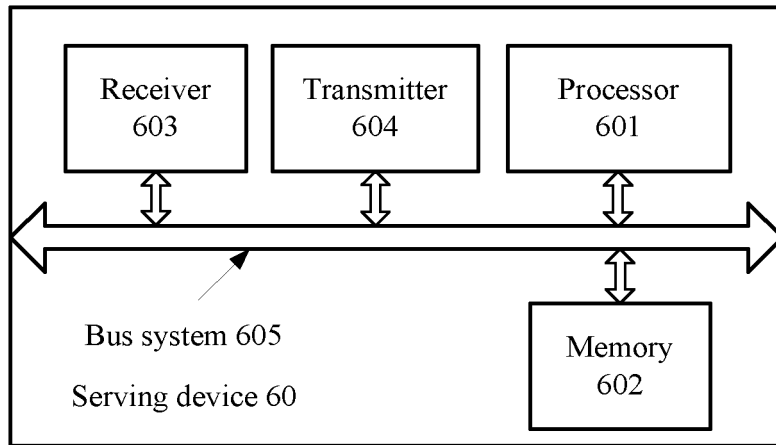 Receiver
603
Transmitter
604
Processor
601
Bus system 605
Serving device 60
Memory
602